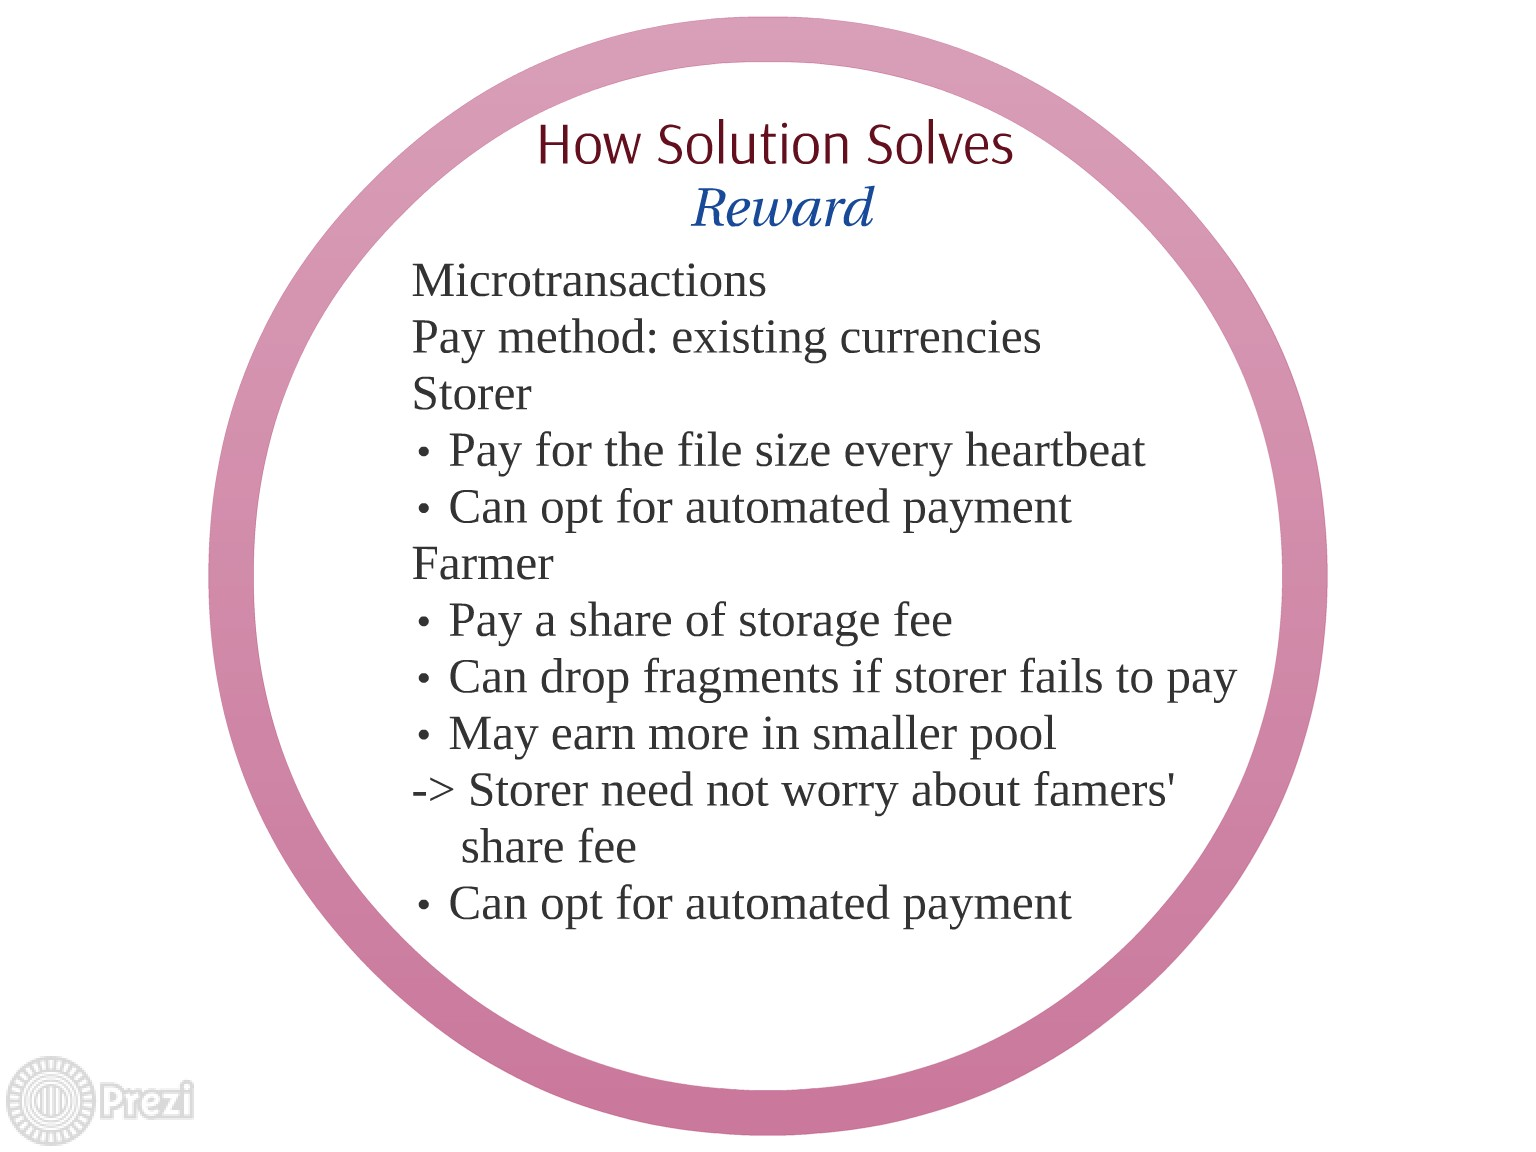 How Solution Solves
Reward
Microtransactions
Pay method: existing currencies
Storer
• Pay for the file size every heartbeat
• Can opt for automated payment
Farmer
• Pay a share of storage fee
• Can drop fragments if storer fails to pay
• May earn more in smaller pool
-> Storer need not worry about famers'
share fee
• Can opt for automated payment
Prezi